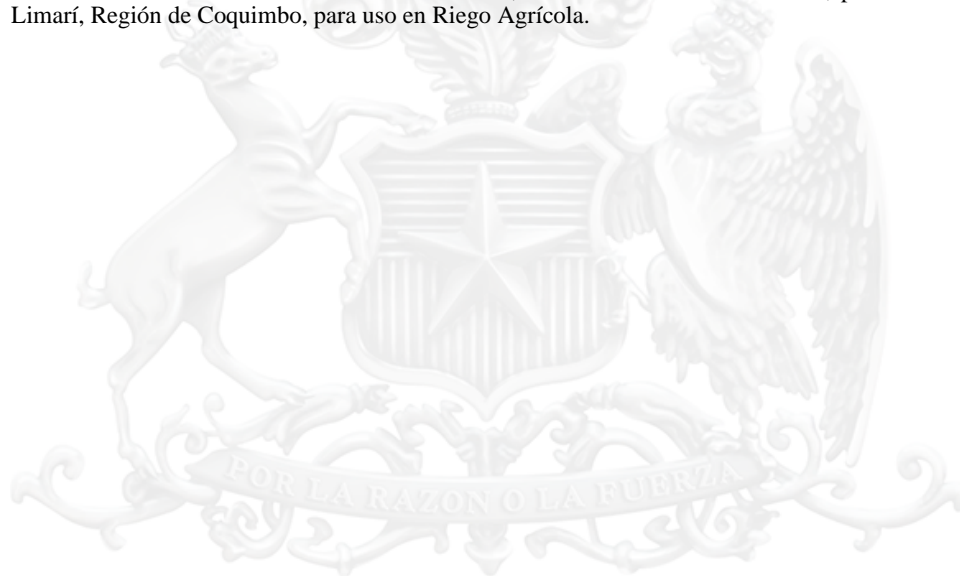 Limarí, Región de Coquimbo, para uso en Riego Agrícola.
POR LA RAZON O LA FUERZA